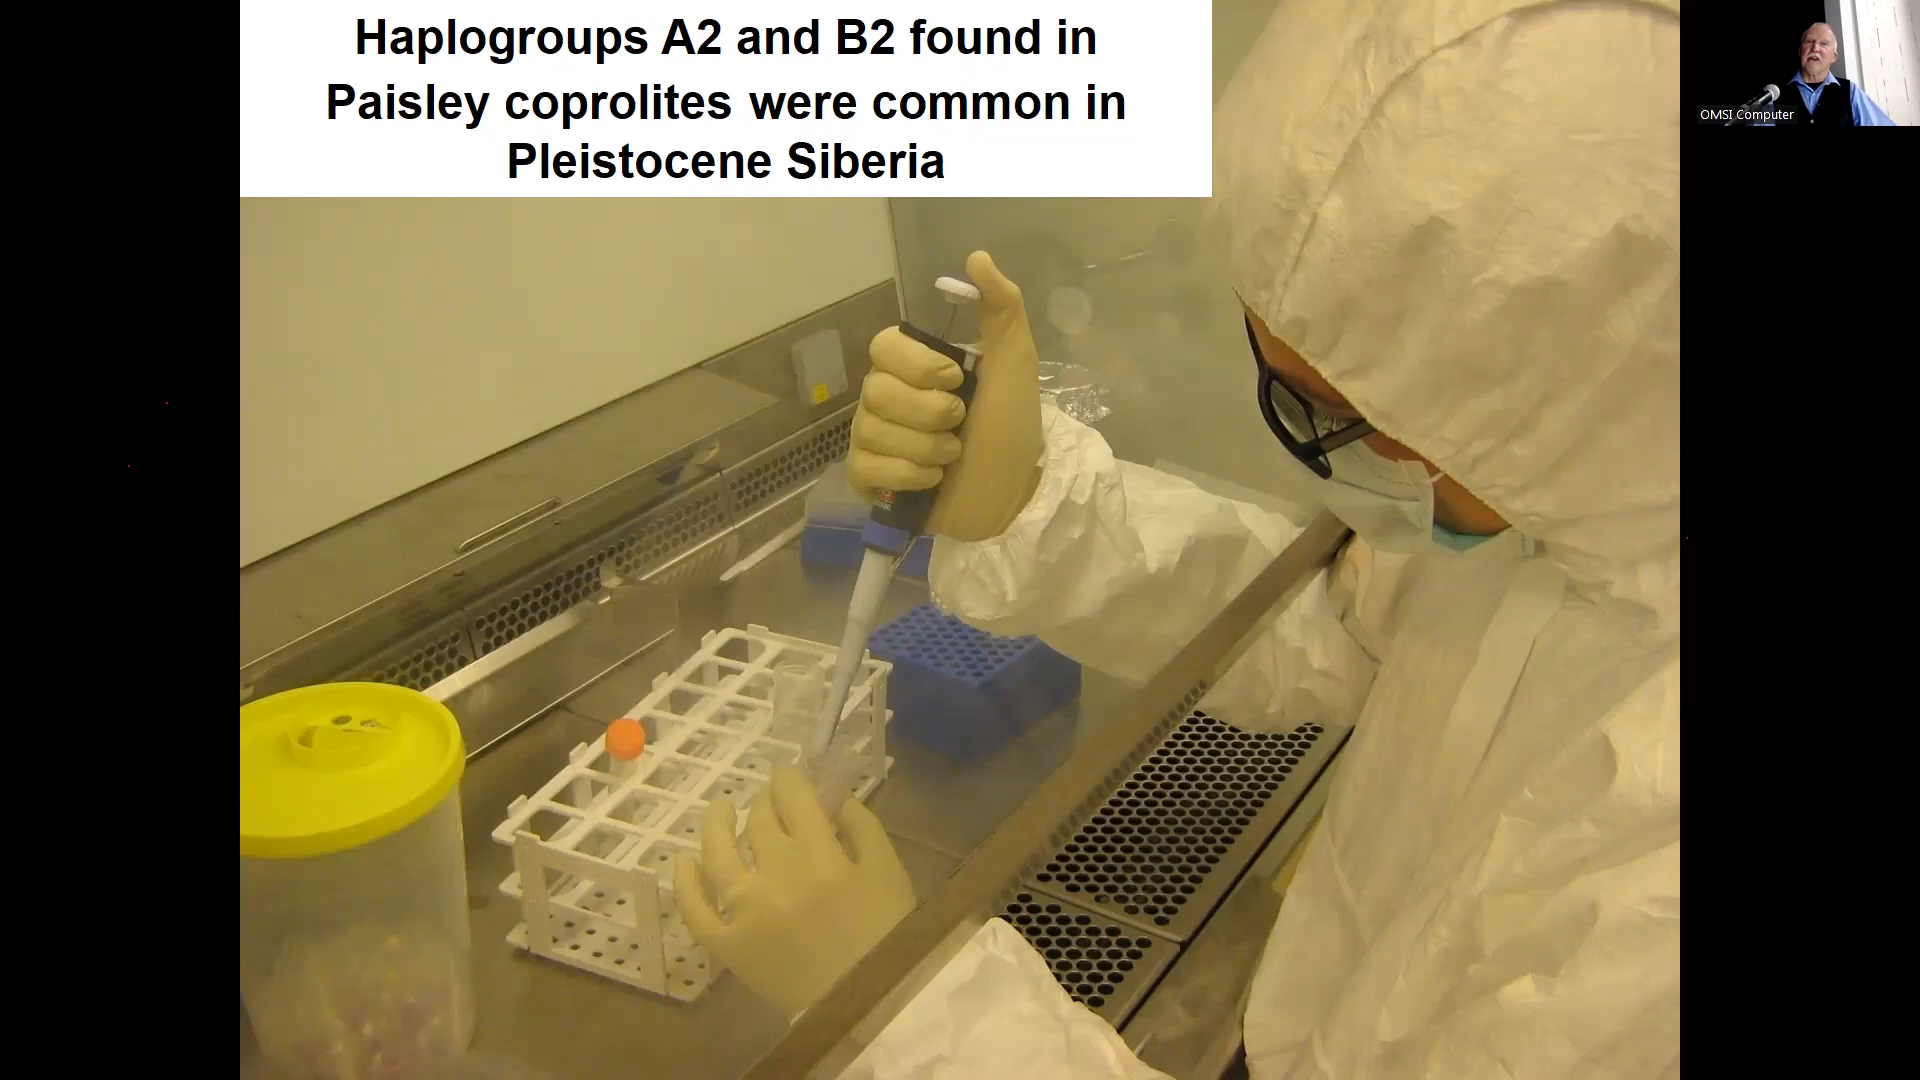 Haplogroups A2 and B2 found in
Paisley coprolites were common in
Pleistocene Siberia
OMSI Computer